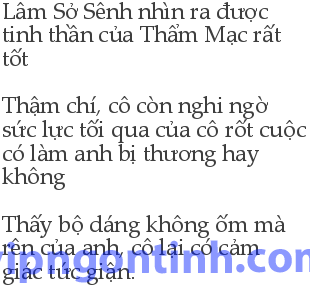 Lâm Sở Sênh nhìn ra được
tinh thần của Thẩm Mạc rất
tốt
Thậm chí, cô còn nghi ngờ
sức lực tối qua của cô rốt cuộc
có làm anh bị thương hay
không
Thấy bộ dáng không ốm mà
rên của anh, cô lại có cảm
giác tức giận.
vipngontinh.com